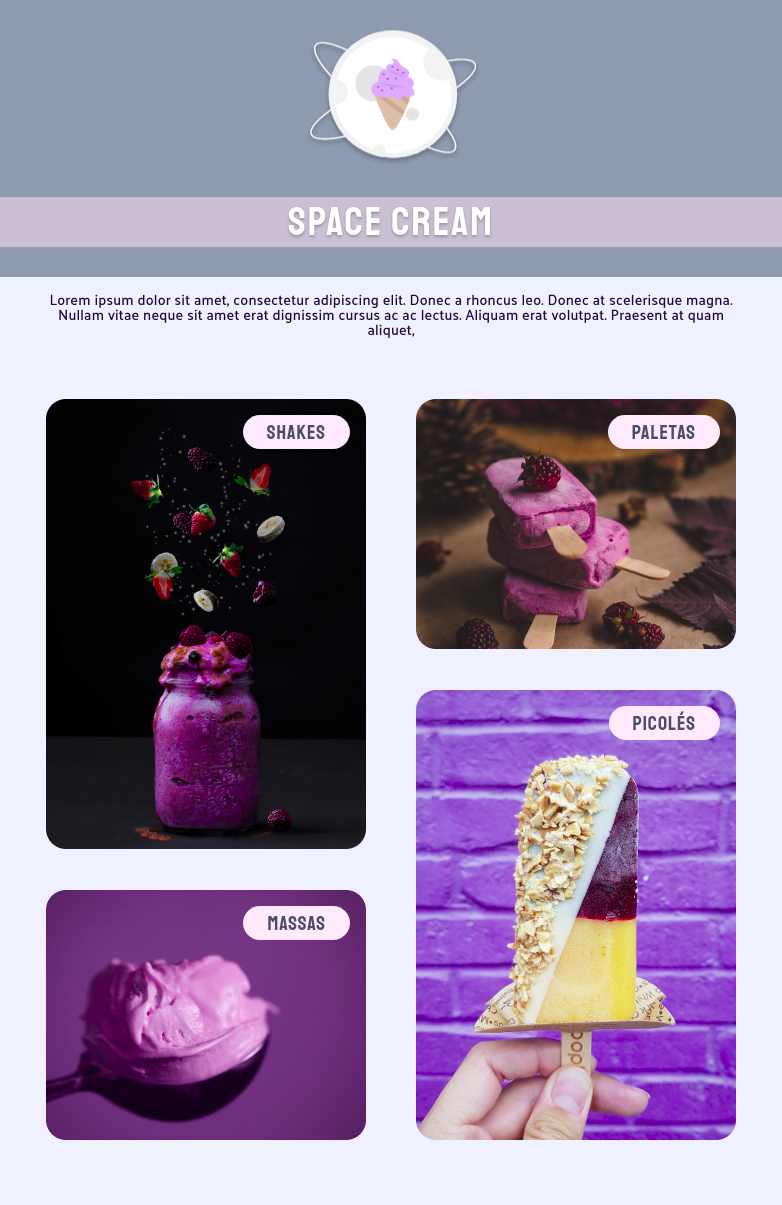 SPACE CREAM
Lorem ipsum dolor sit amet, consectetur adipiscing elit. Donec a rhoncus leo. Donec at scelerisque magna.
Nullam vitae neque sit amet erat dignissim cursus ac ac lectus. Aliquam erat volutpat. Praesent at quam
aliquet,
SHAKES
PALETAS
PICOLÉS
MASSAS